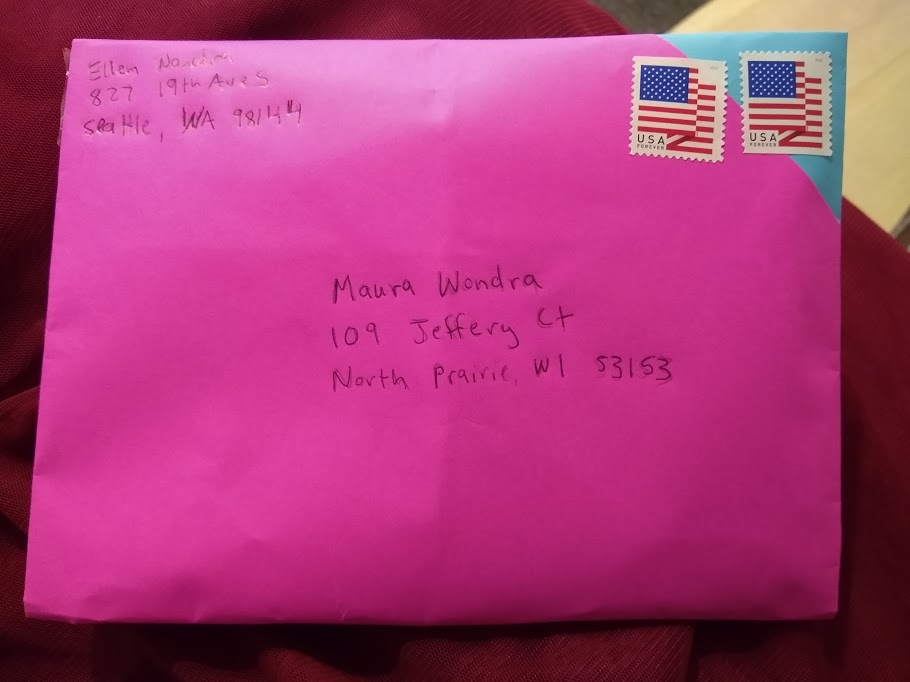 Ellen
827 19th Ave S
Seattle, WA 98144
USA
FOREVER
USA
FOREVER
Maura Wondra
109 Jeffery Ct
North Prairie, WI 53153